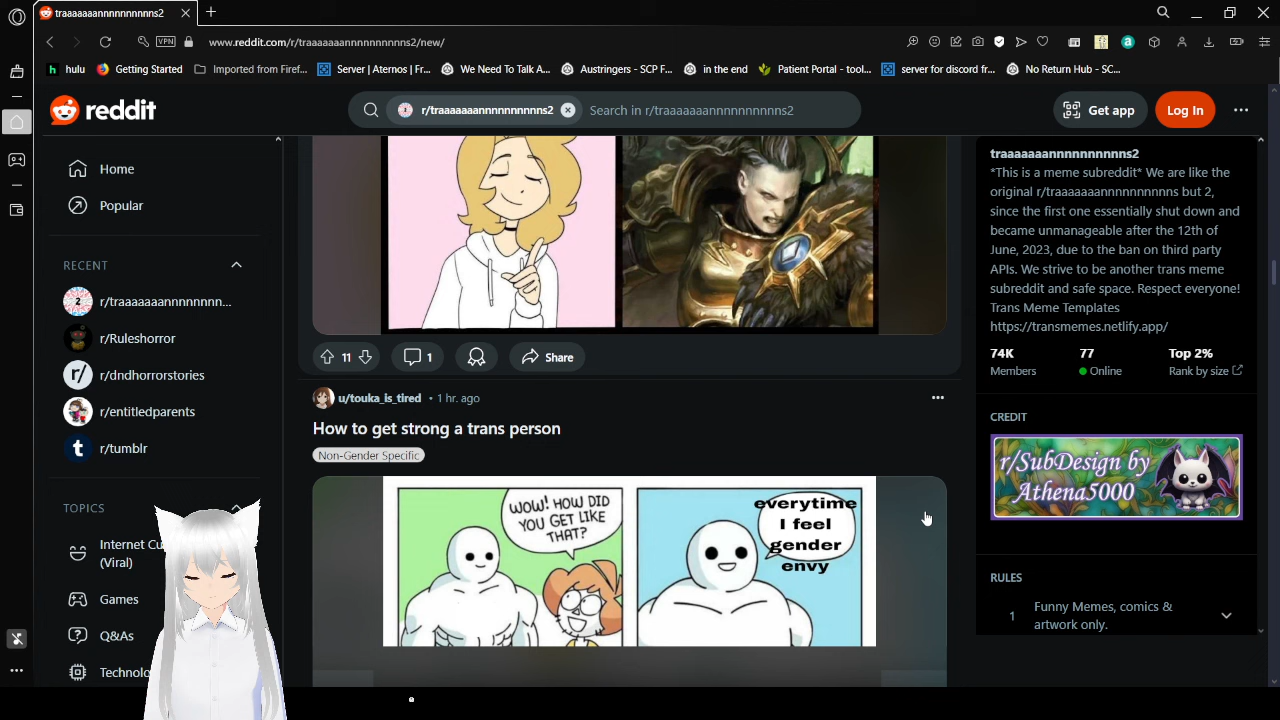 traaaaaaannnnnnnnnns2
VPN
www.reddit.com/r/traaaaaaannnnnnnnnns2/new/
hulu
Getting Started
Imported from Firef...
Server | Aternos | Fr...
We Need To Talk A...
Austringers - SCP F...
in the end
Patient Portal - tool...
server for discord fr...
No Return Hub - SC...
reddit
r/traaaaaaannnnnnnnnns2
Search in r/traaaaaaannnnnnnnnns2
Get app
Log In
Home
Popular
RECENT
r/traaaaaaannnnnnn...
r/Ruleshorror
r/dndhorrorstories
r/entitledparents
r/tumblr
TOPICS
Internet Cu
(Viral)
Games
Q&As
Technolo
11
1
Share
u/touka_is_tired
• 1 hr. ago
How to get strong a trans person
Non-Gender Specific
WOW! HOW DID
YOU GET LIKE
THAT?
everytime
I feel
gender
envy
traaaaaaannnnnnnnnns2
*This is a meme subreddit* We are like the
original r/traaaaaaannnnnnnnnns but 2,
since the first one essentially shut down and
became unmanageable after the 12th of
June, 2023, due to the ban on third party
APIs. We strive to be another trans meme
subreddit and safe space. Respect everyone!
Trans Meme Templates
https://transmemes.netlify.app/
74K
Members
77
Online
Top 2%
Rank by size
CREDIT
r/SubDesign by
Athena5000
RULES
1
Funny Memes, comics &
artwork only.